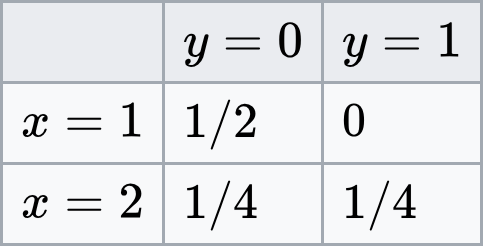 y = 0 y = 1
x = 1 1/2 0
x = 2 1/4 1/4